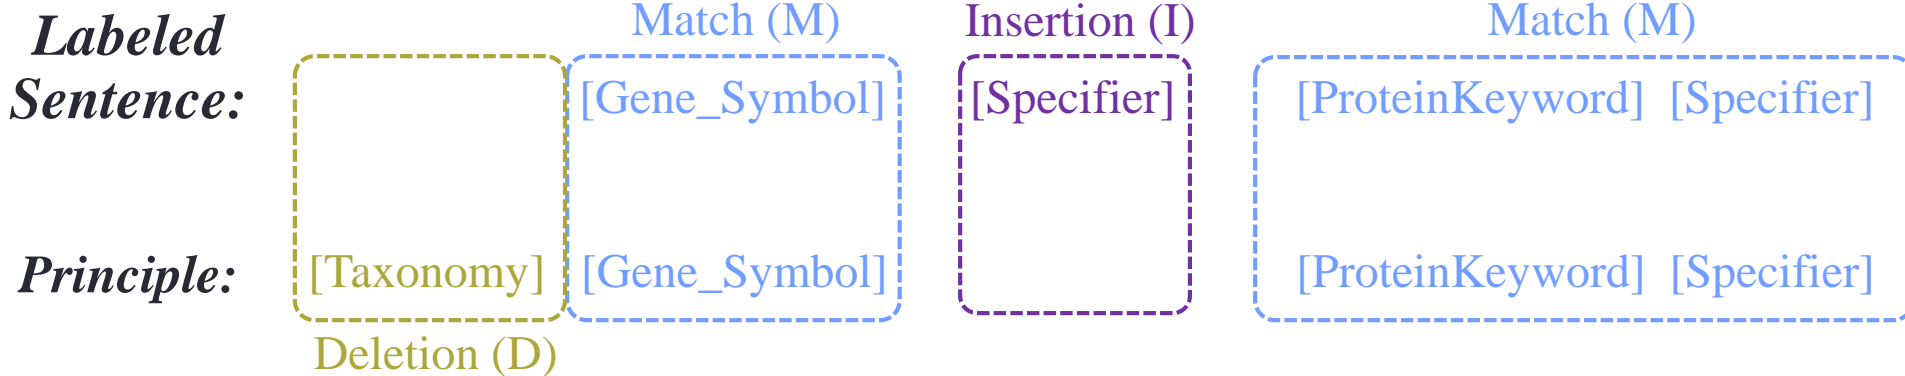 Match (M) Insertion (I) Match (M)
Labeled
Sentence: [Gene_Symbol] [Specifier] [ProteinKeyword] [Specifier]
Principle: [Taxonomy] [Gene_Symbol] [ProteinKeyword] [Specifier]
Deletion (D)